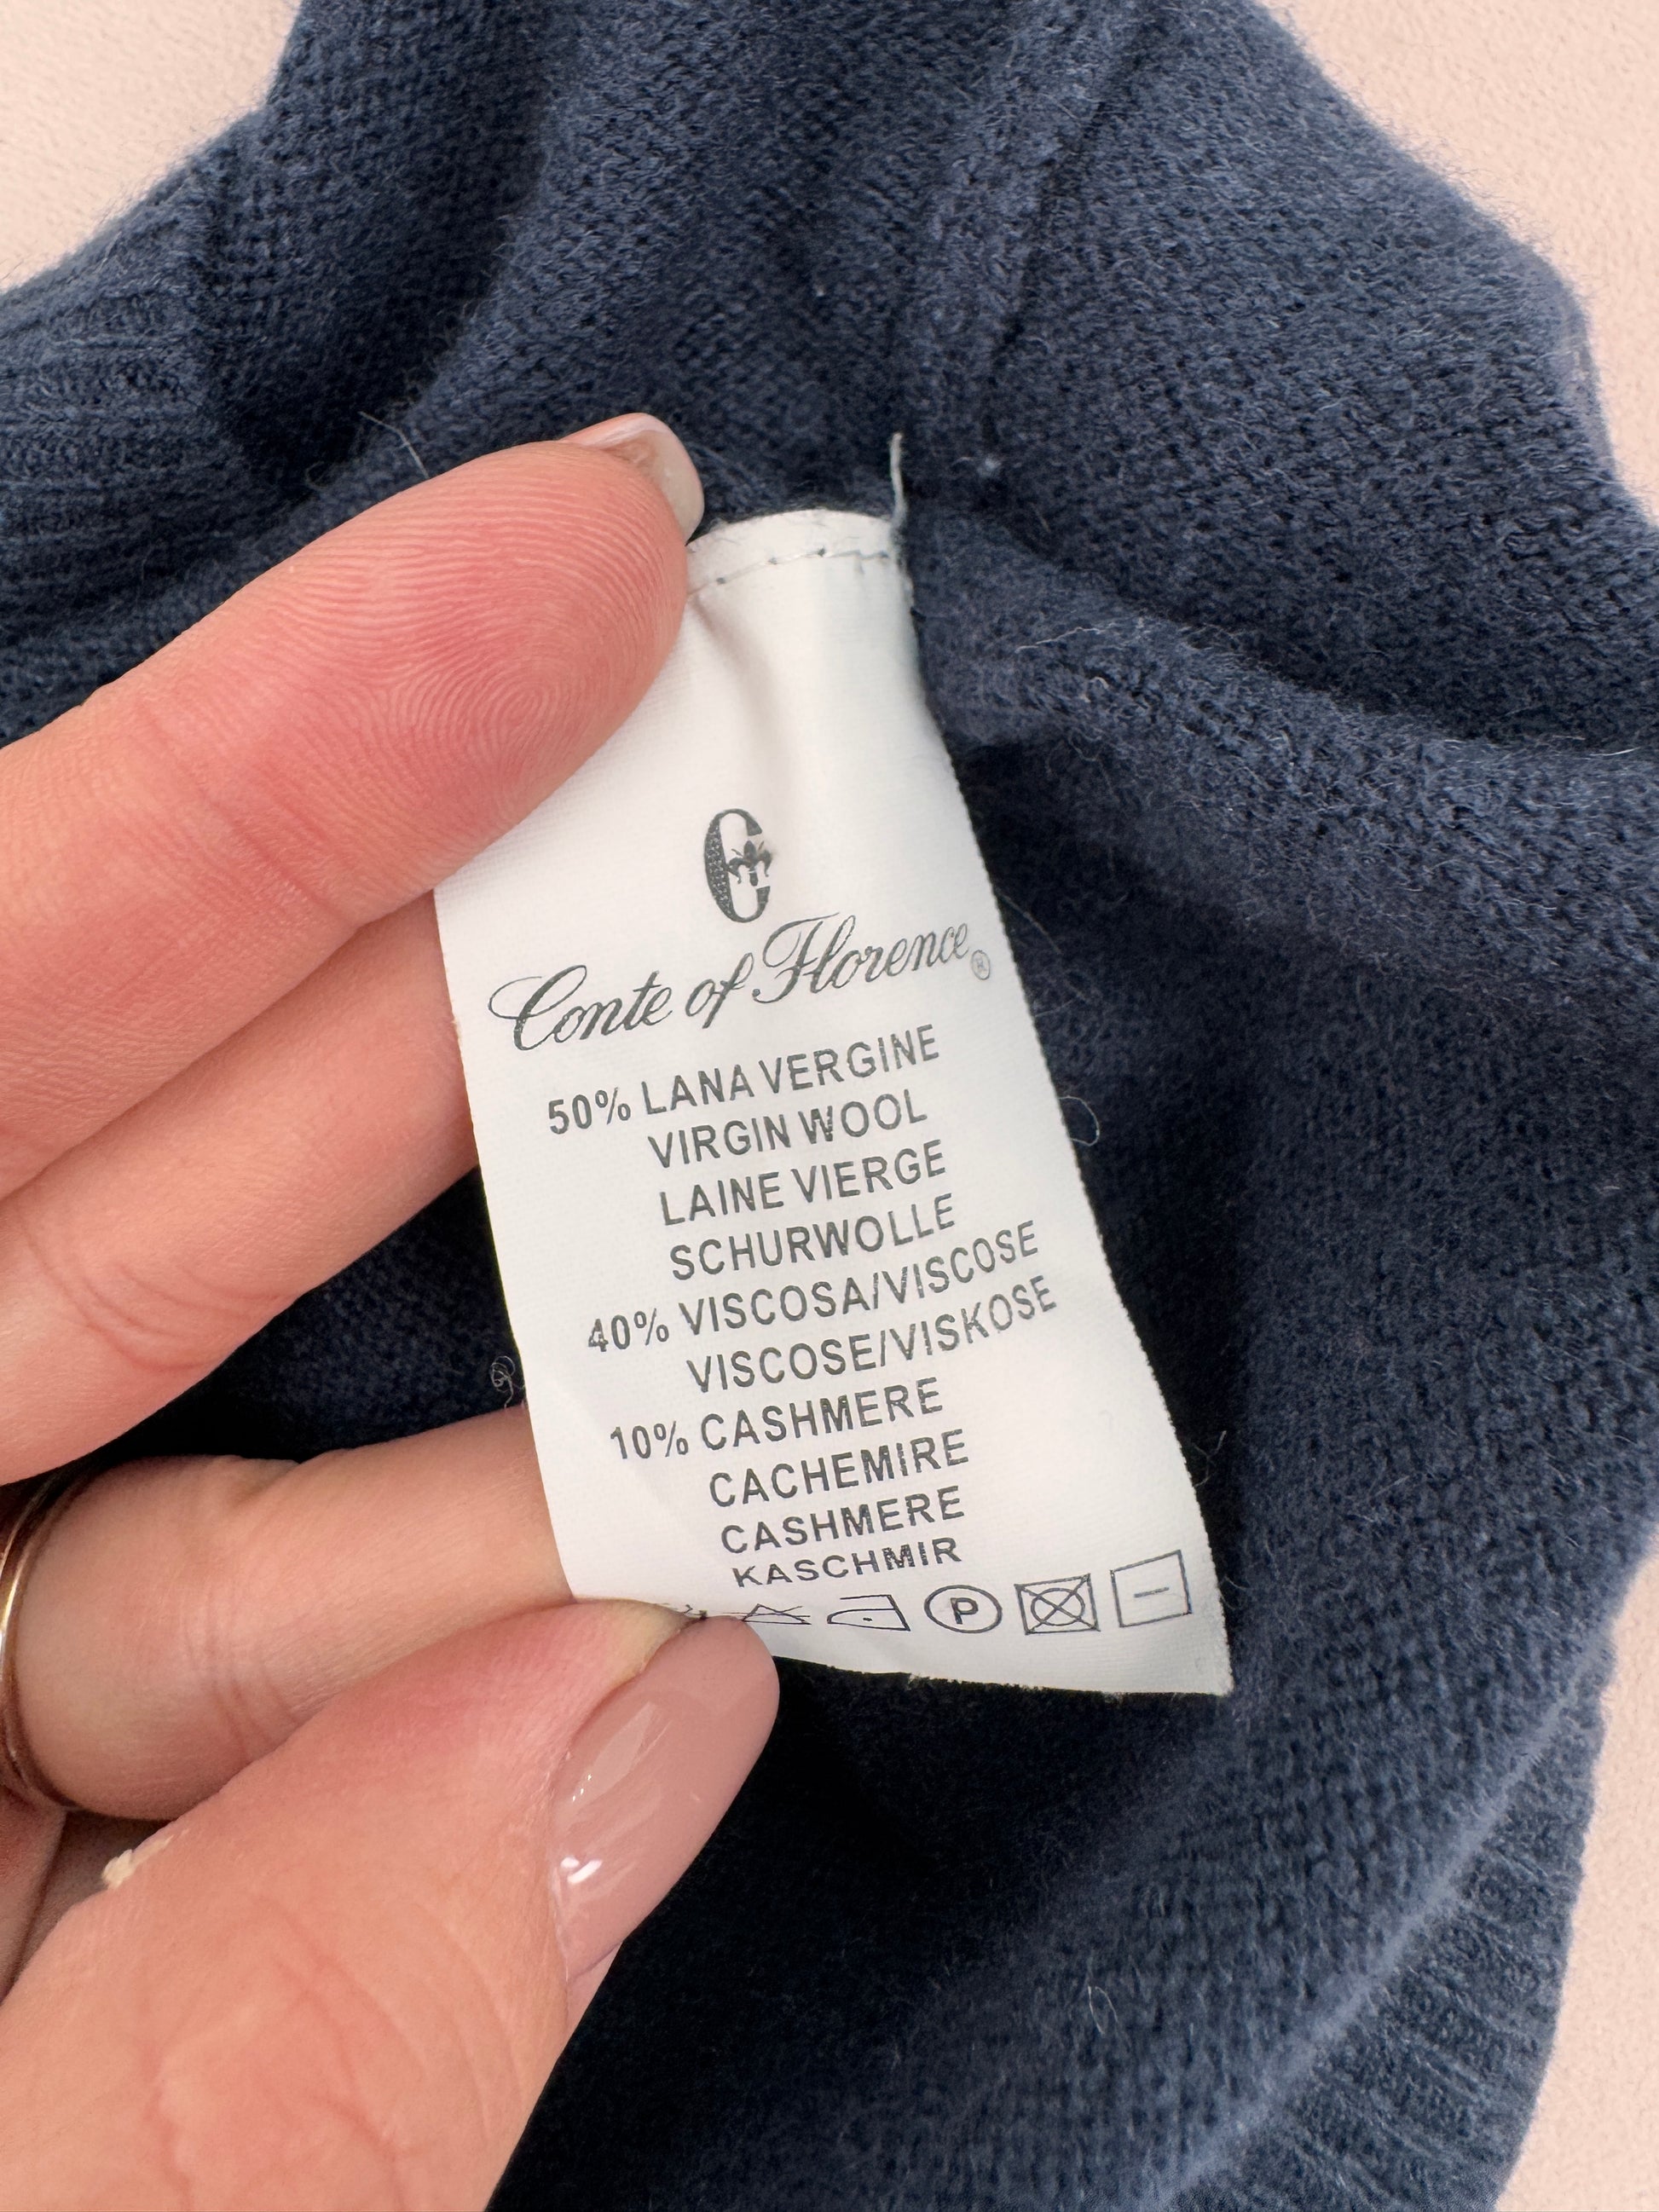 C
Conte of Florence®
50% LANA VERGINE
VIRGIN WOOL
LAINE VIERGE
SCHURWOLLE
40% VISCOSA/VISCOSE
VISCOSE/VISKOSE
10% CASHMERE
CACHEMIRE
CASHMERE
KASCHMIR
P